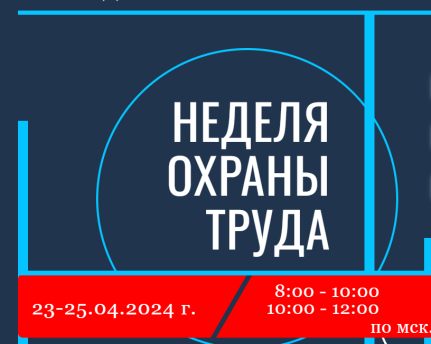 НЕДЕЛЯ
ОХРАНЫ
ТРУДА
23-25.04.2024 г.
8:00 - 10:00
10:00 - 12:00
по мск.